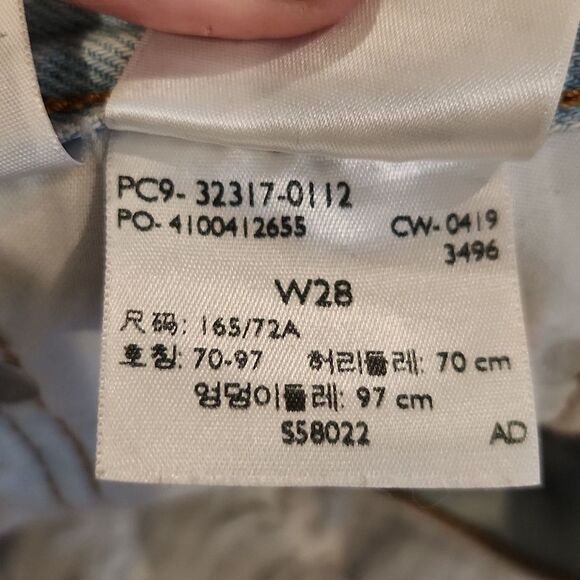 PC9- 32317-0112
PO- 4100412655 CW- 0419
3496
W28
尺码: 165/72A
호칭: 70-97 허리둘레: 70 cm
엉덩이둘레: 97 cm
S58022 AD